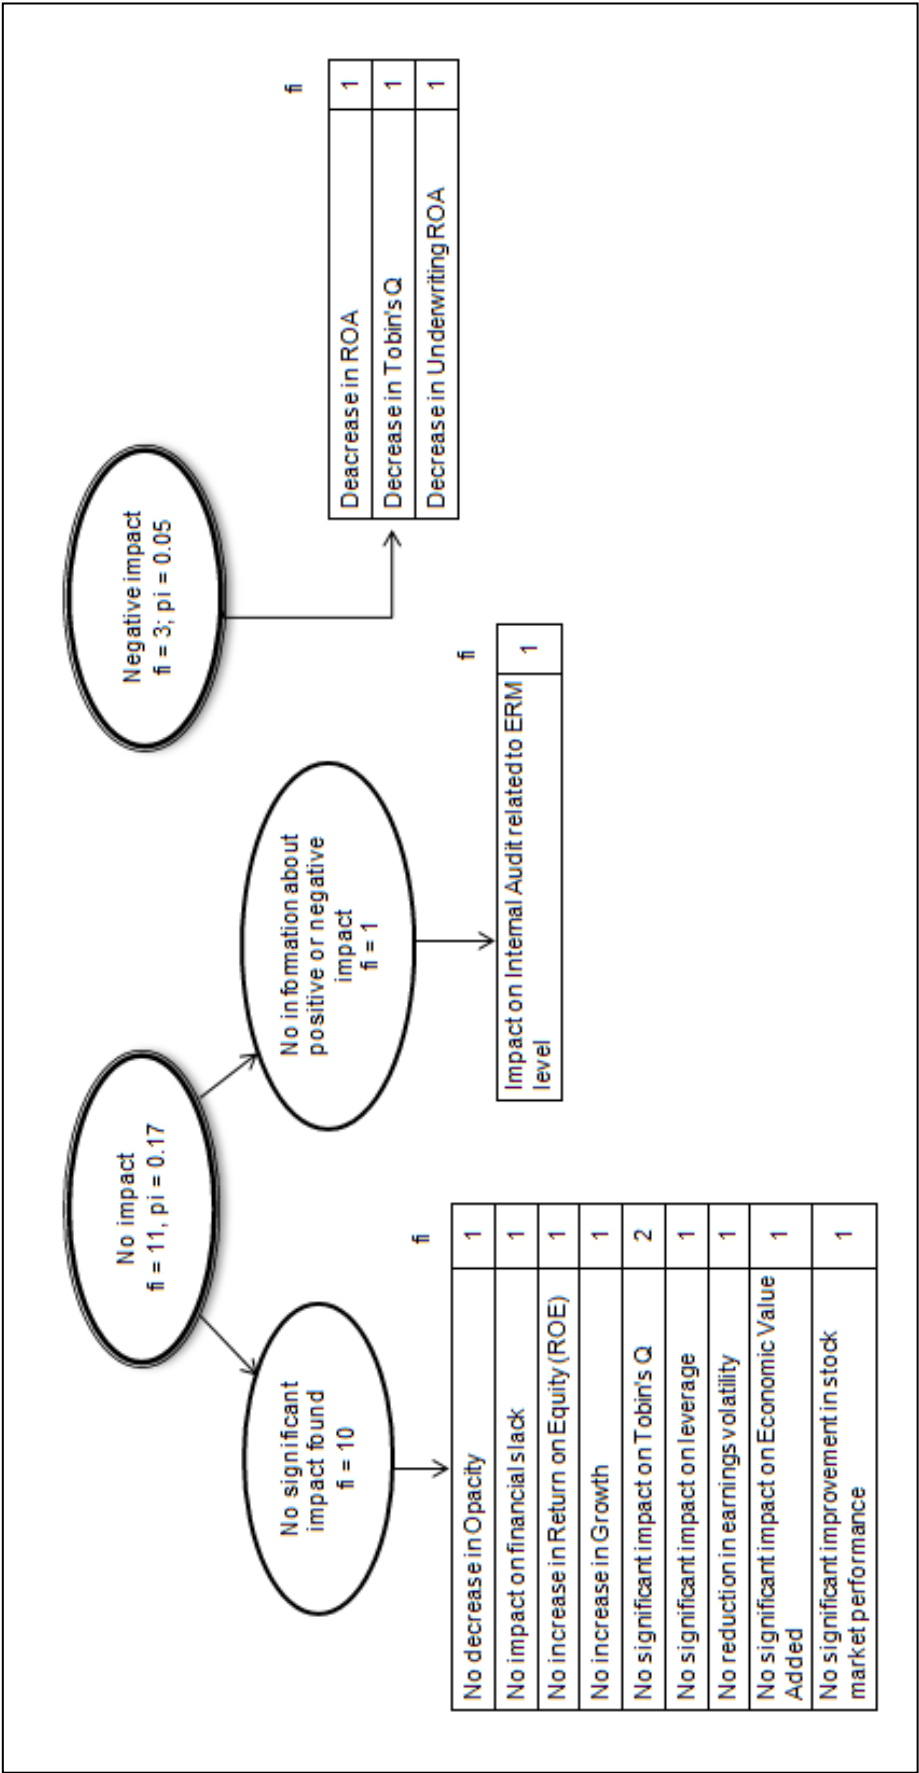 No impact
fi = 11, pi = 0.17
Negative impact
fi = 3; pi = 0.05
No significant
impact found
fi = 10
No information about
positive or negative
impact
fi = 1
fi
No decrease in Opacity 1
No impact on financial slack 1
No increase in Return on Equity (ROE) 1
No increase in Growth 1
No significant impact on Tobin's Q 2
No significant impact on leverage 1
No reduction in earnings volatility 1
No significant impact on Economic Value 1
Added
No significant improvement in stock 1
market performance
fi
Impact on Internal Audit related to ERM 1
level
fi
Deacrease in ROA 1
Decrease in Tobin's Q 1
Decrease in Underwriting ROA 1